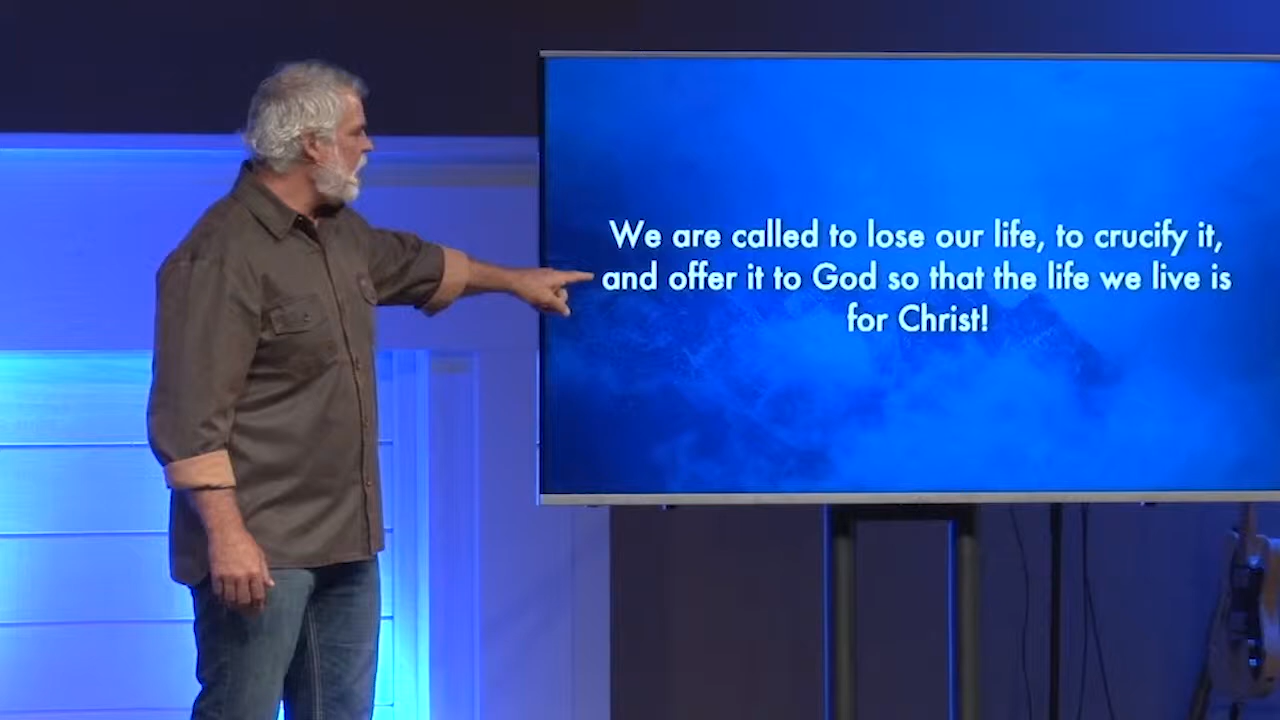 We are called to lose our life, to crucify it,
and offer it to God so that the life we live is
for Christ!